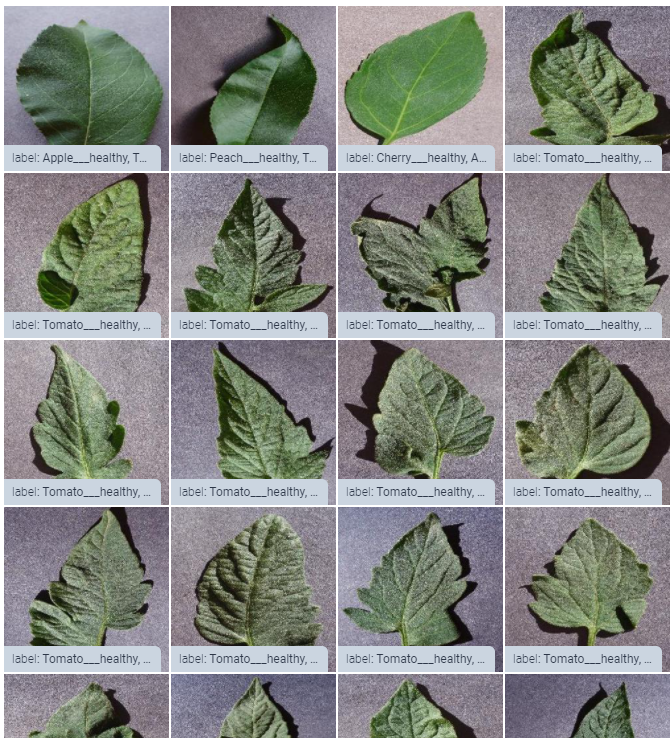 label: Apple___healthy, T...
label: Peach___healthy, T...
label: Cherry___healthy, A...
label: Tomato___healthy, ...
label: Tomato___healthy, ...
label: Tomato___healthy, ...
label: Tomato___healthy, ...
label: Tomato___healthy, ...
label: Tomato___healthy, ...
label: Tomato___healthy, ...
label: Tomato___healthy, ...
label: Tomato___healthy, ...
label: Tomato___healthy, ...
label: Tomato___healthy, ...
label: Tomato___healthy, ...
label: Tomato___healthy, ...